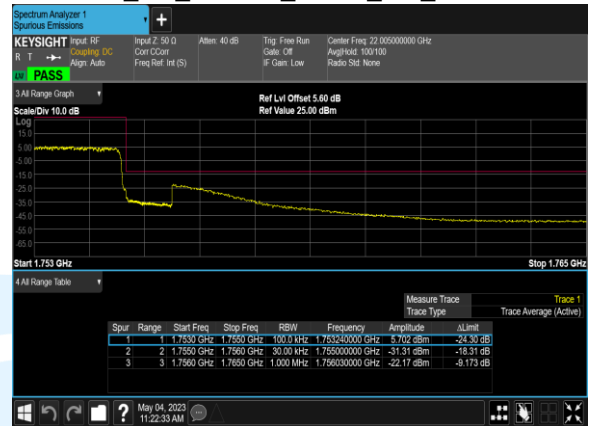 Spectrum Analyzer 1
Spurious Emissions
+
KEYSIGHT Input: RF
R T Coupling: DC
Align: Auto
LXI PASS
Input Z: 50 Ω
Corr CCorr
Freq Ref: Int (S)
Atten: 40 dB
Trig: Free Run
Gate: Off
IF Gain: Low
Center Freq: 22.005000000 GHz
Avg|Hold: 100/100
Radio Std: None
3 All Range Graph
Ref Lvl Offset 5.60 dB
Scale/Div 10.0 dB Ref Value 25.00 dBm
Log
15.0
5.00
-5.00
-15.0
-25.0
-35.0
-45.0
-55.0
-65.0
Start 1.753 GHz Stop 1.765 GHz
4 All Range Table
Measure Trace Trace 1
Trace Type Trace Average (Active)
Spur Range Start Freq Stop Freq RBW Frequency Amplitude ΔLimit
1 1 1.7530 GHz 1.7550 GHz 100.0 kHz 1.753240000 GHz 5.702 dBm -24.30 dB
2 2 1.7550 GHz 1.7560 GHz 30.00 kHz 1.755000000 GHz -31.31 dBm -18.31 dB
3 3 1.7560 GHz 1.7650 GHz 1.000 MHz 1.756030000 GHz -22.17 dBm -9.173 dB
?
May 04, 2023
11:22:33 AM